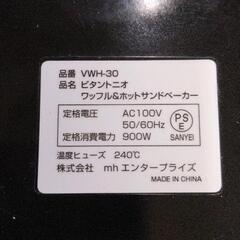 品番 VWH-30
品名 ビタントニオ
ワッフル&ホットサンドベーカー
定格電圧 AC100V
50/60Hz
定格消費電力 900W
PS
E
SANYEI
温度ヒューズ 240℃
株式会社 mhエンタープライズ
MADE IN CHINA